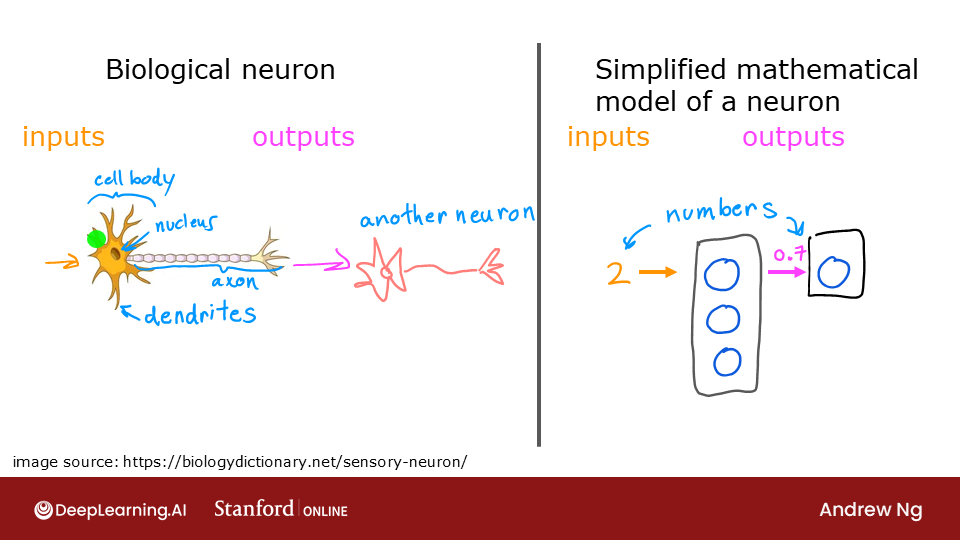 Biological neuron
inputs
outputs
cell body
nucleus
axon
dendrites
another neuron
Simplified mathematical
model of a neuron
inputs
outputs
numbers
2
0.7
image source: https://biologydictionary.net/sensory-neuron/
DeepLearning.AI
Stanford ONLINE
Andrew Ng